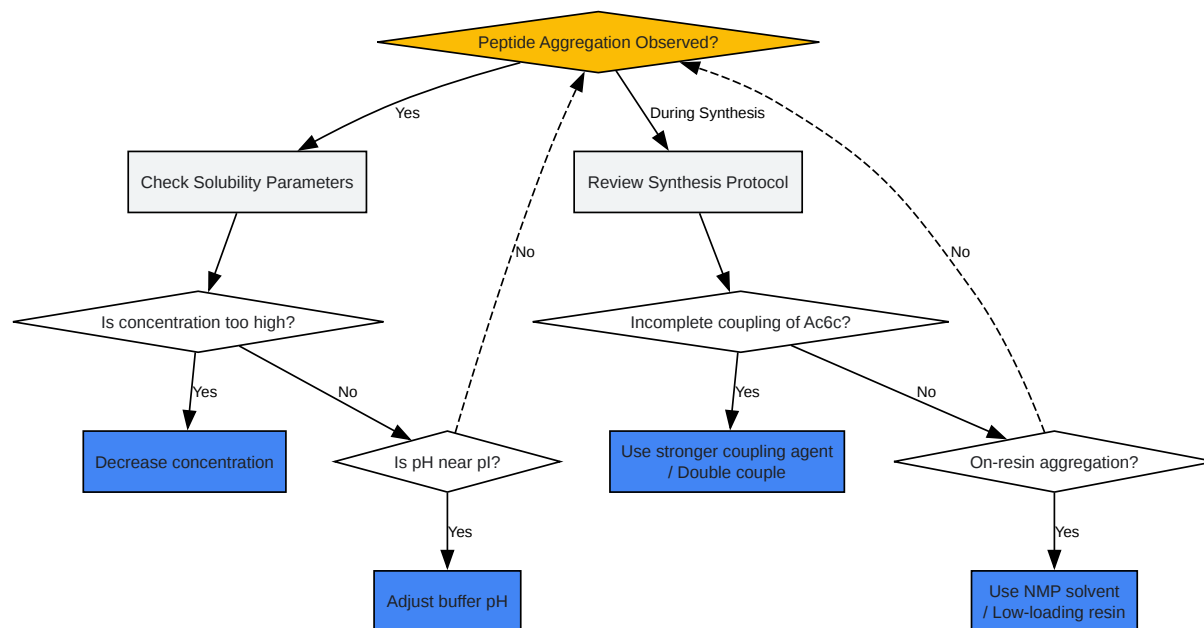 Peptide Aggregation Observed?
Yes
During Synthesis
Check Solubility Parameters
Review Synthesis Protocol
No
No
Is concentration too high?
Incomplete coupling of Ac6c?
Yes
No
Yes
No
Decrease concentration
Is pH near pI?
Use stronger coupling agent
/ Double couple
On-resin aggregation?
Yes
Yes
Adjust buffer pH
Use NMP solvent
/ Low-loading resin